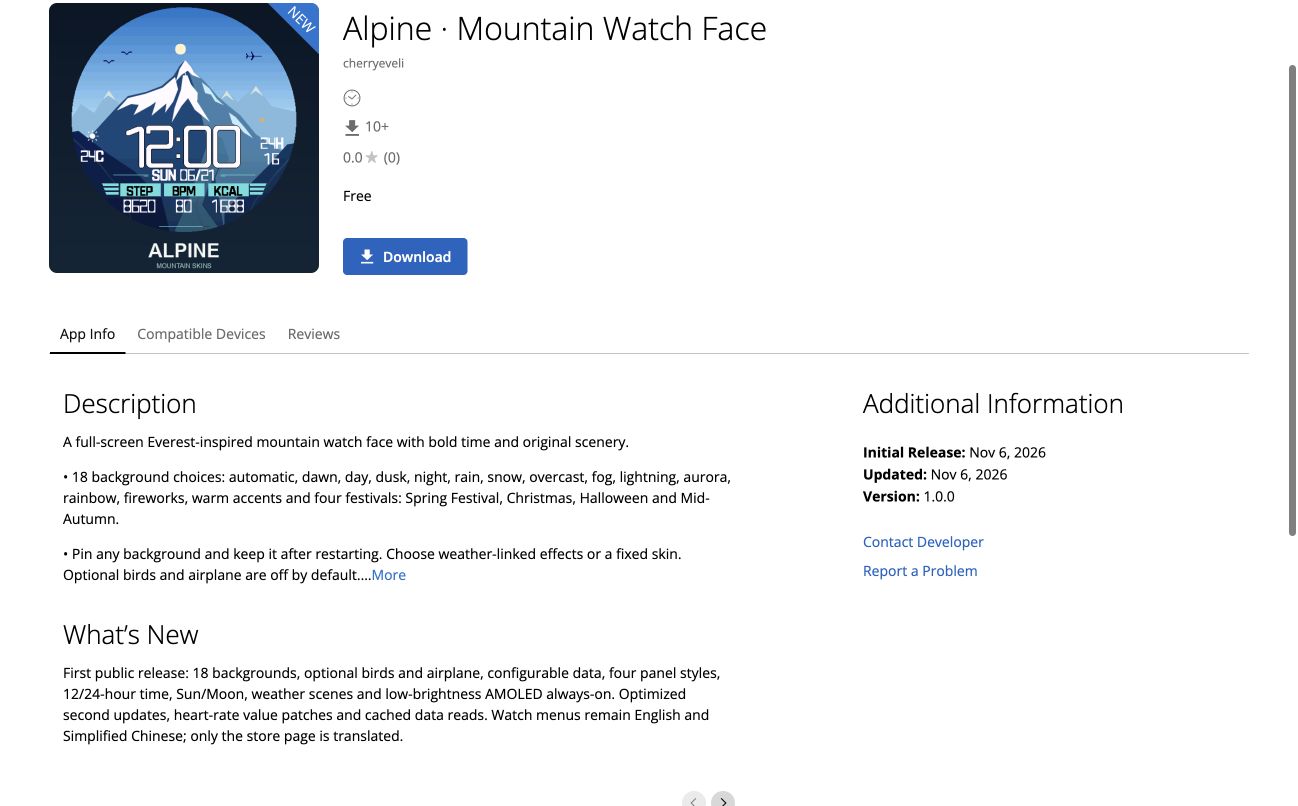 NEW
24C
12:00
24H
16
SUN 06/21
STEP BPM KCAL
8620 80 1688
ALPINE
MOUNTAIN SKINS
Alpine · Mountain Watch Face
cherryeveli
10+
0.0 ★ (0)
Free
Download
App Info Compatible Devices Reviews
Description
A full-screen Everest-inspired mountain watch face with bold time and original scenery.
• 18 background choices: automatic, dawn, day, dusk, night, rain, snow, overcast, fog, lightning, aurora,
rainbow, fireworks, warm accents and four festivals: Spring Festival, Christmas, Halloween and Mid-
Autumn.
• Pin any background and keep it after restarting. Choose weather-linked effects or a fixed skin.
Optional birds and airplane are off by default....More
What's New
First public release: 18 backgrounds, optional birds and airplane, configurable data, four panel styles,
12/24-hour time, Sun/Moon, weather scenes and low-brightness AMOLED always-on. Optimized
second updates, heart-rate value patches and cached data reads. Watch menus remain English and
Simplified Chinese; only the store page is translated.
Additional Information
Initial Release: Nov 6, 2026
Updated: Nov 6, 2026
Version: 1.0.0
Contact Developer
Report a Problem